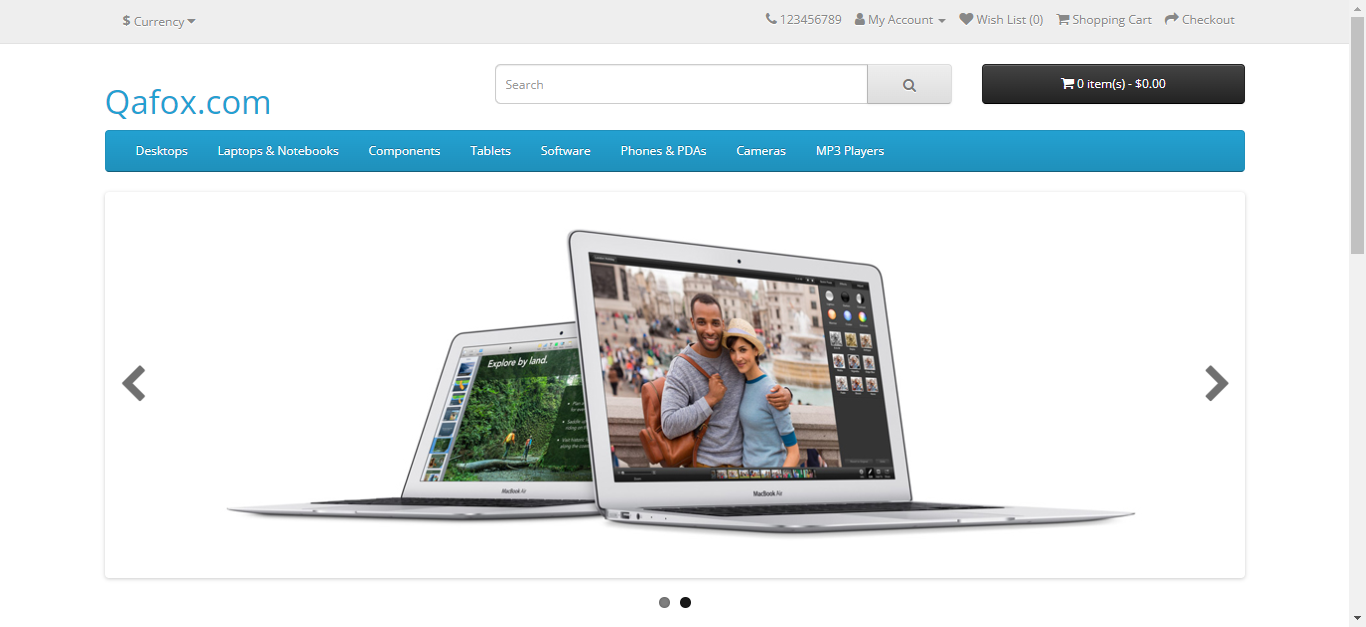 $ Currency
123456789 My Account Wish List (0) Shopping Cart Checkout
Qafox.com
Search
0 item(s) - $0.00
Desktops Laptops & Notebooks Components Tablets Software Phones & PDAs Cameras MP3 Players
Explore by land.
MacBook Air
MacBook Air